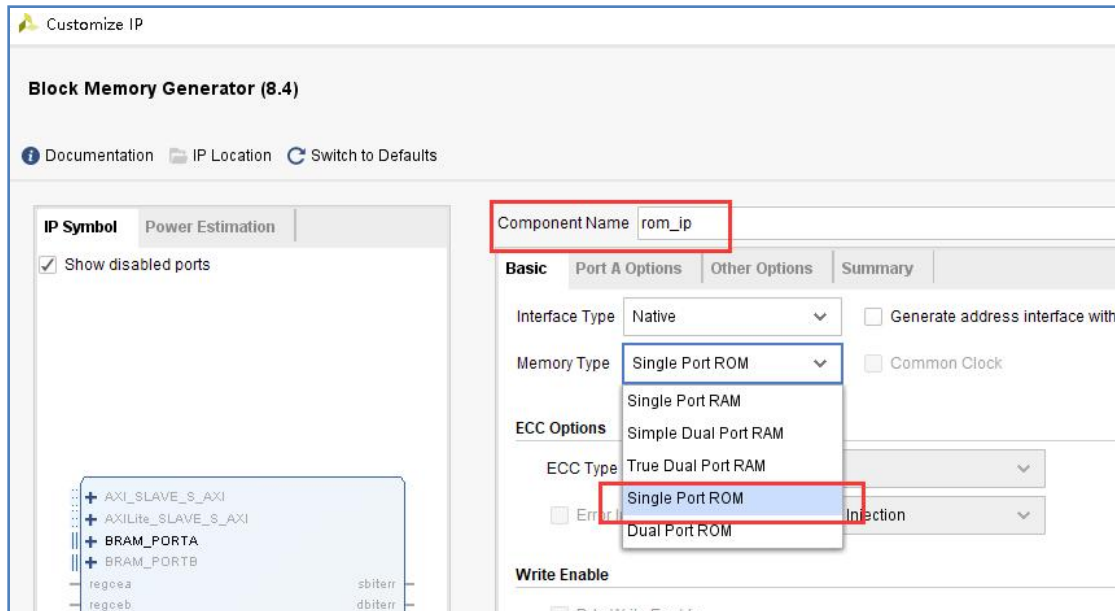 Customize IP
Block Memory Generator (8.4)
Documentation IP Location Switch to Defaults
IP Symbol Power Estimation
Show disabled ports
AXI_SLAVE_S_AXI
AXILite_SLAVE_S_AXI
BRAM_PORTA
BRAM_PORTB
regcea sbiterr
regceb dbiterr
Component Name rom_ip
Basic Port A Options Other Options Summary
Interface Type Native Generate address interface with
Memory Type Single Port ROM Common Clock
Single Port RAM
ECC Options
Simple Dual Port RAM
ECC Type True Dual Port RAM
Single Port ROM
Error Injection
Dual Port ROM
Write Enable